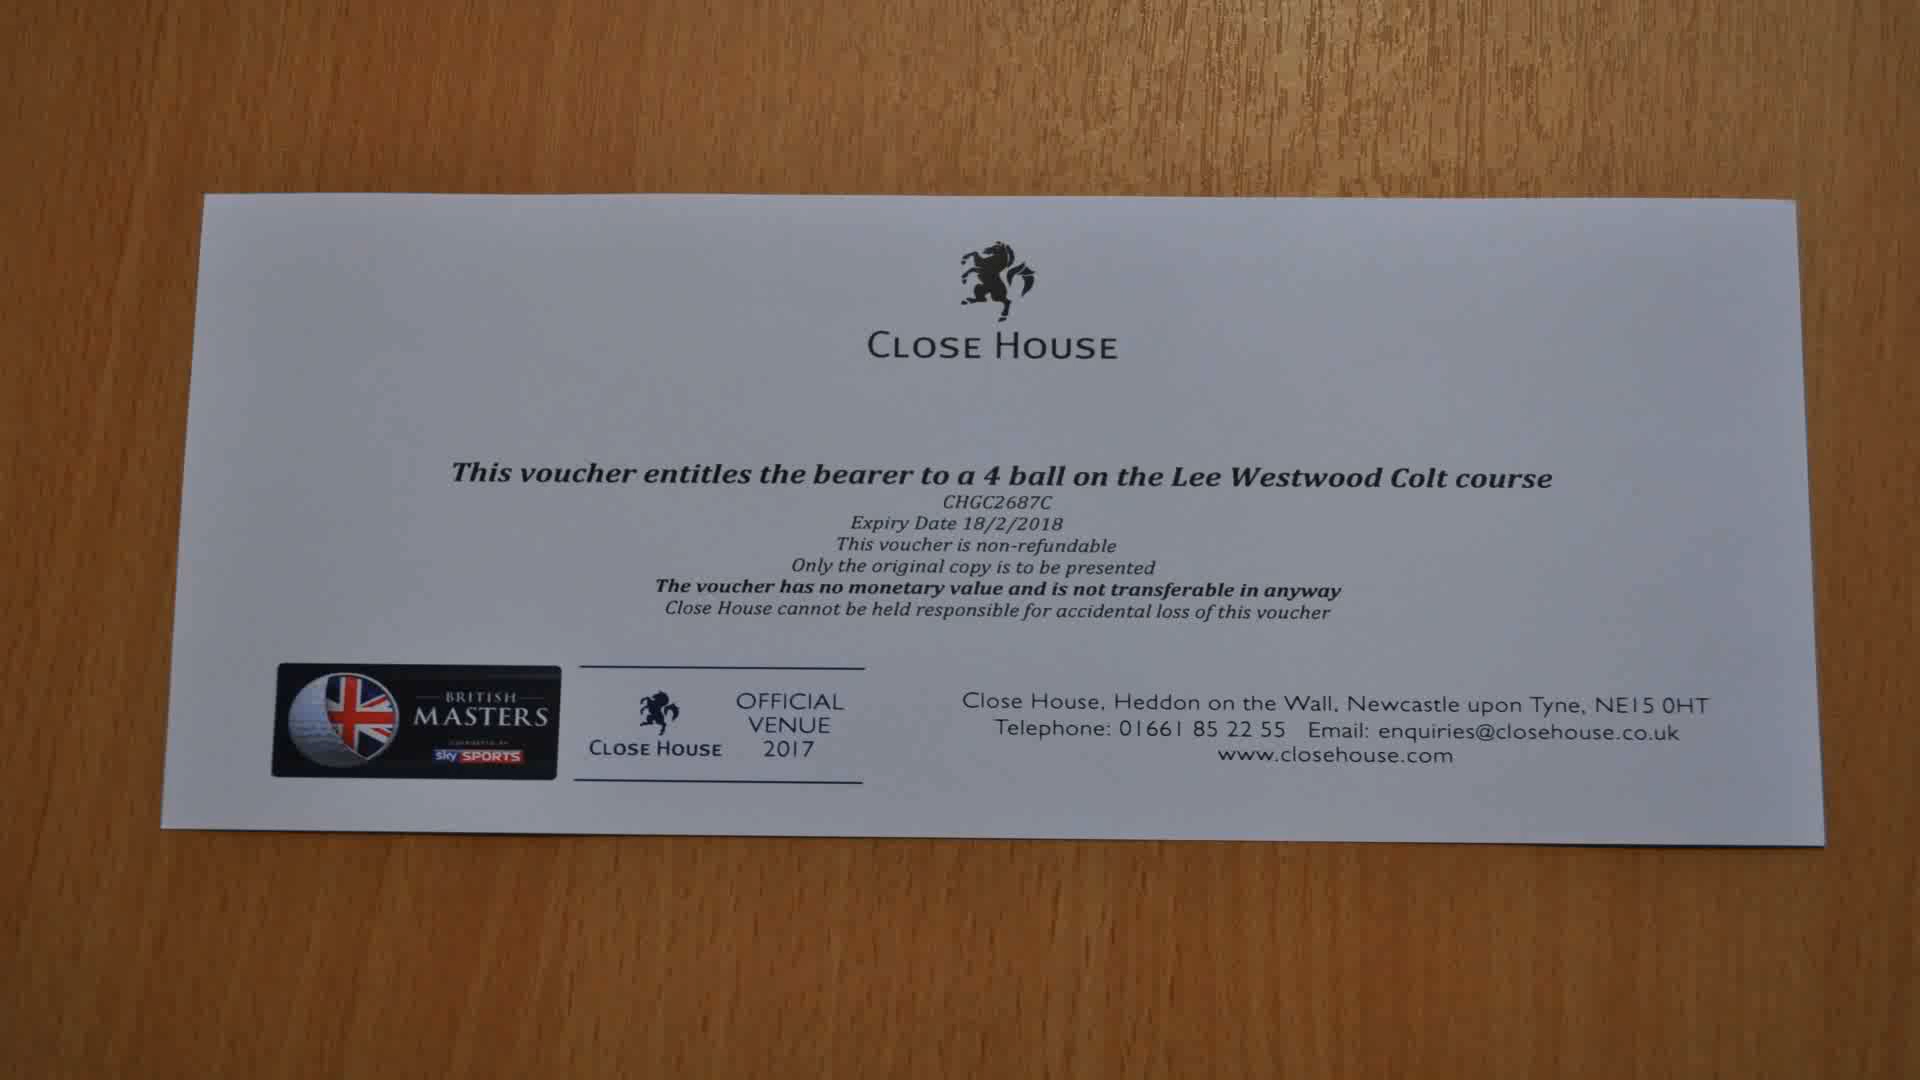 CLOSE HOUSE
This voucher entitles the bearer to a 4 ball on the Lee Westwood Colt course
CHGC2687C
Expiry Date 18/2/2018
This voucher is non-refundable
Only the original copy is to be presented
The voucher has no monetary value and is not transferable in anyway
Close House cannot be held responsible for accidental loss of this voucher
BRITISH
MASTERS
sky SPORTS
CLOSE HOUSE
OFFICIAL
VENUE
2017
Close House, Heddon on the Wall, Newcastle upon Tyne, NE15 0HT
Telephone: 01661 85 22 55 Email: enquiries@closehouse.co.uk
www.closehouse.com